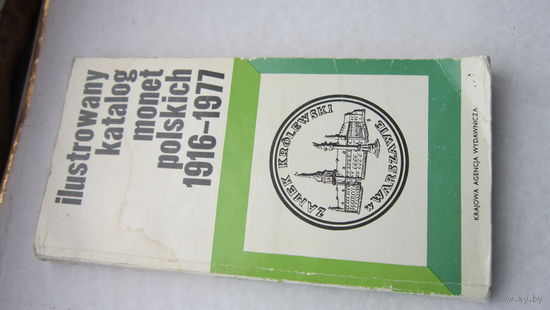 ilustrowany
katalog
monet
polskich
1916-1977
ZAMEK KRÓLEWSKI
W WARSZAWIE
KRAJOWA AGENCJA WYDAWNICZA
www.ay.by